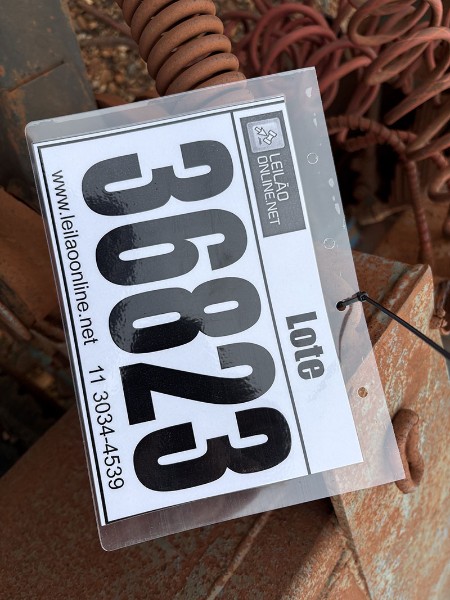 LEILÃO
ONLINE.NET
Lote
36823
www.leilaoonline.net 11 3034-4539